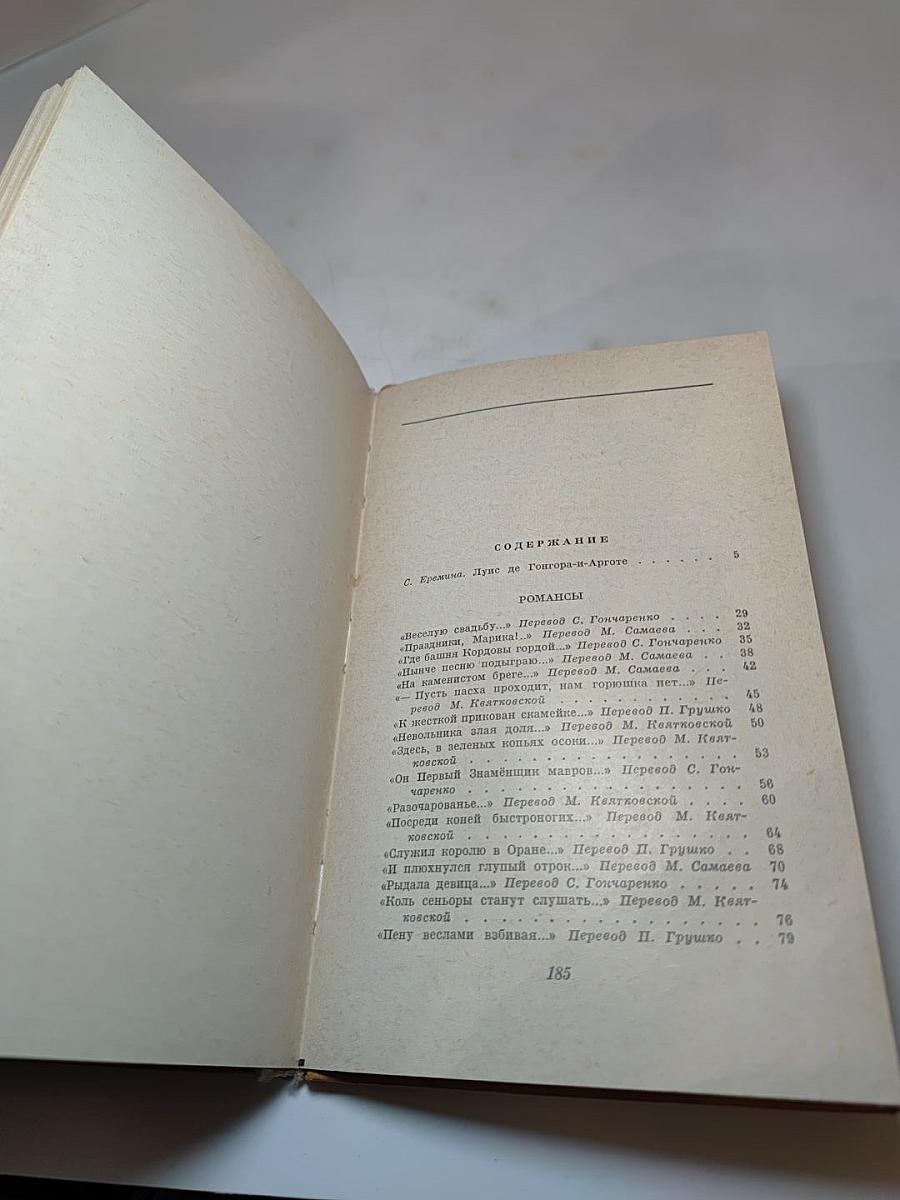 СОДЕРЖАНИЕ
С. Еремина. Луис де Гонгора-и-Арготе . . . . . . 5
РОМАНСЫ
«Веселую свадьбу...» Перевод С. Гончаренко . . . . 29
«Праздники, Марика!..» Перевод М. Самаева . . . 32
«Где башня Кордовы гордой...» Перевод С. Гончаренко 35
«Нынче песню подыграю...» Перевод М. Самаева . . 38
«На каменистом бреге...» Перевод М. Самаева . . . 42
«— Пусть пасха проходит, нам горюшка нет...» Пе-
ревод М. Квятковской . . . . . . . . . . . . 45
«К жесткой прикован скамейке...» Перевод П. Грушко 48
«Невольника злая доля...» Перевод М. Квятковской 50
«Здесь, в зеленых копьях осоки...» Перевод М. Квят-
ковской . . . . . . . . . . . . . . . . . 53
«Он Первый Знамёнщик мавров...» Перевод С. Гон-
чаренко . . . . . . . . . . . . . . . . . 56
«Разочарованье...» Перевод М. Квятковской . . . . 60
«Посреди коней быстроногих...» Перевод М. Квят-
ковской . . . . . . . . . . . . . . . . . 64
«Служил королю в Оране...» Перевод П. Грушко . . 68
«И плюхнулся глупый отрок...» Перевод М. Самаева 70
«Рыдала девица...» Перевод С. Гончаренко . . . . . 74
«Коль сеньоры станут слушать...» Перевод М. Квят-
ковской . . . . . . . . . . . . . . . . . 76
«Пену веслами взбивая...» Перевод П. Грушко . . 79
185